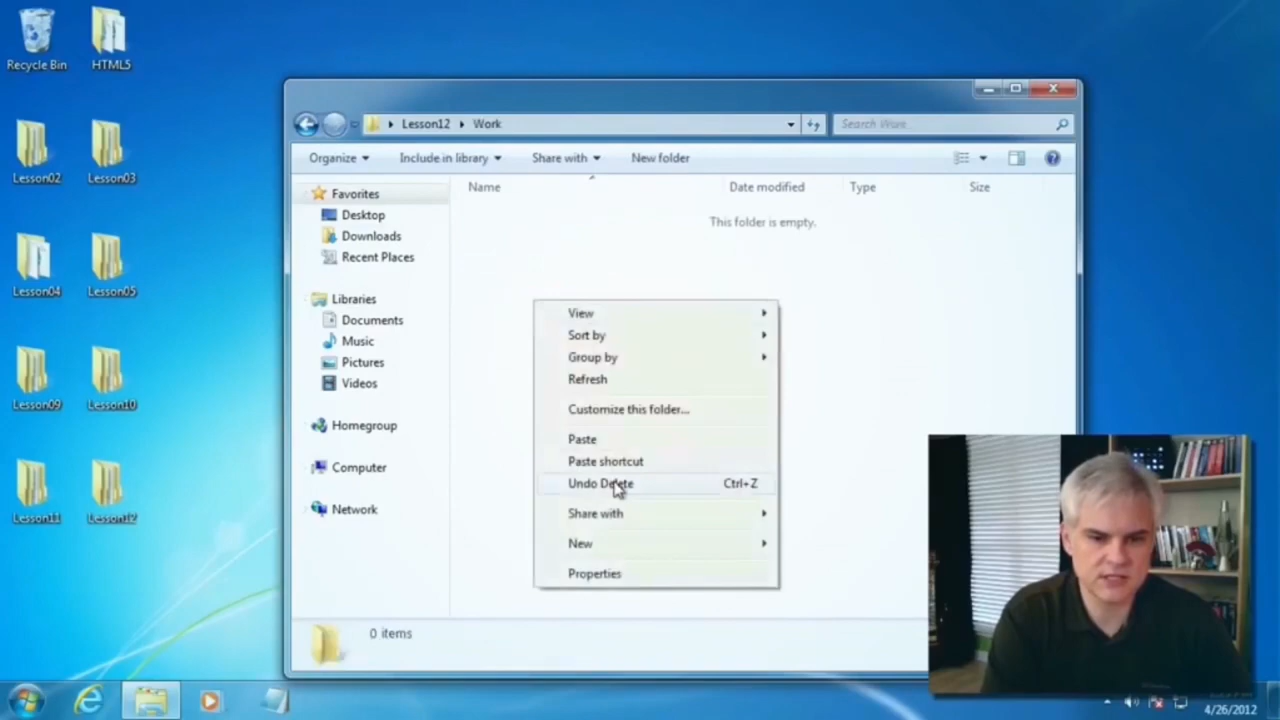 Recycle Bin
HTML5
Lesson02
Lesson03
Lesson04
Lesson05
Lesson09
Lesson10
Lesson11
Lesson12
Lesson12
Work
Search Work
Organize
Include in library
Share with
New folder
Favorites
Desktop
Downloads
Recent Places
Libraries
Documents
Music
Pictures
Videos
Homegroup
Computer
Network
Name
Date modified
Type
Size
This folder is empty.
View
Sort by
Group by
Refresh
Customize this folder...
Paste
Paste shortcut
Undo Delete Ctrl+Z
Share with
New
Properties
0 items
4/26/2012